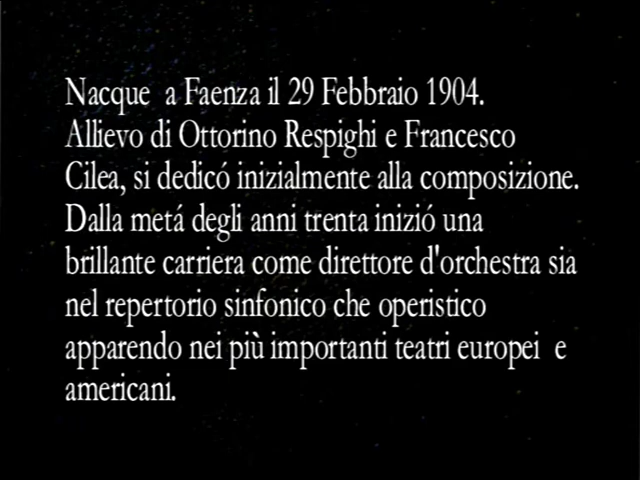 Nacque  a Faenza il 29 Febbraio 1904.
Allievo di Ottorino Respighi e Francesco
Cilea, si dedicó inizialmente alla composizione.
Dalla metá degli anni trenta inizió una
brillante carriera come direttore d'orchestra sia
nel repertorio sinfonico che operistico
apparendo nei più importanti teatri europei  e
americani.